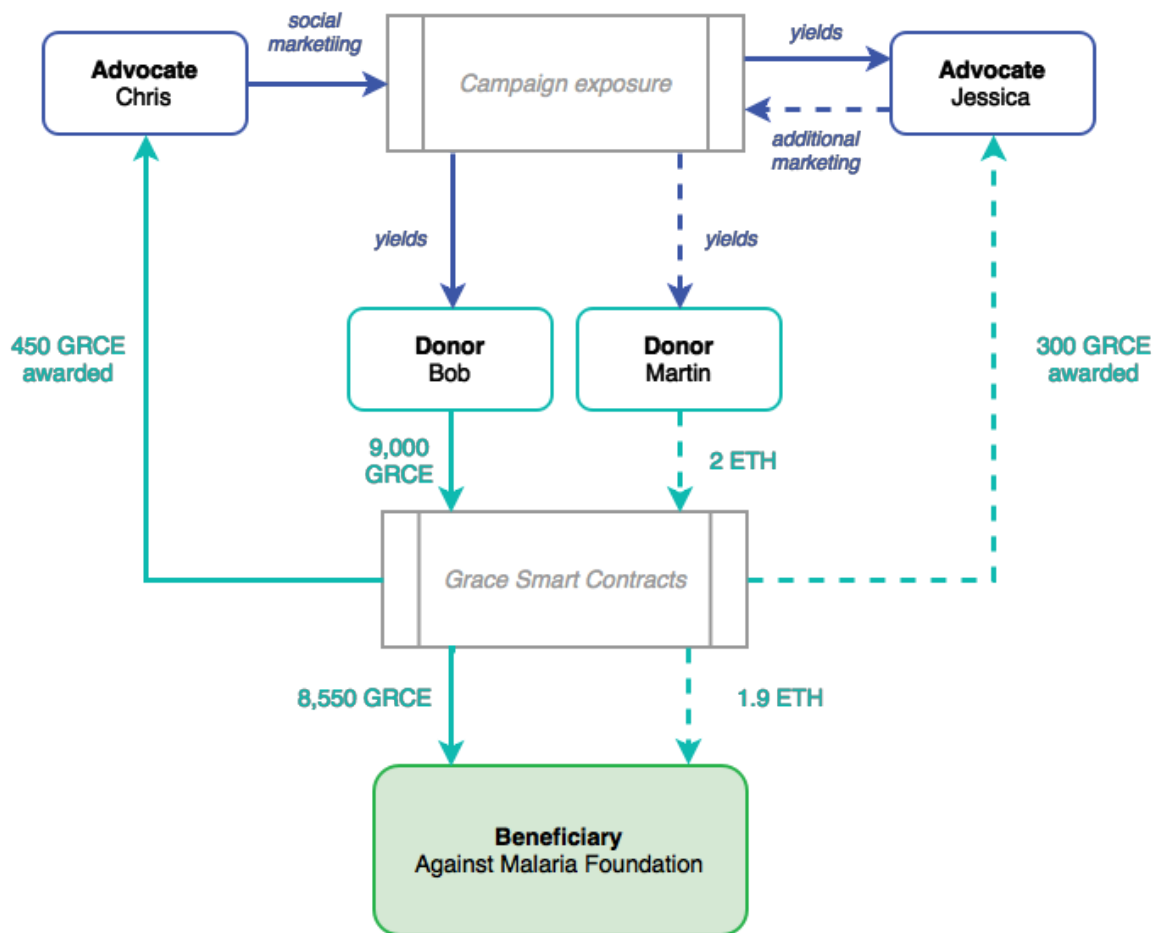 social
marketiing
Advocate
Chris
Campaign exposure
yields
Advocate
Jessica
additional
marketing
yields
yields
450 GRCE
awarded
Donor
Bob
Donor
Martin
300 GRCE
awarded
9,000
GRCE
2 ETH
Grace Smart Contracts
8,550 GRCE
1.9 ETH
Beneficiary
Against Malaria Foundation